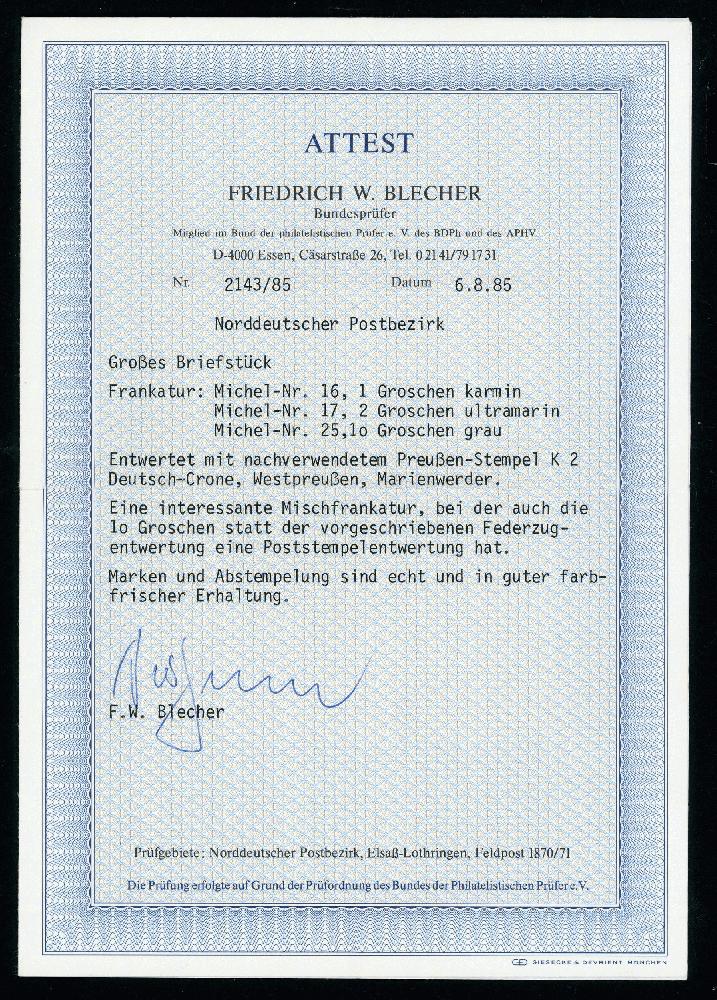 ATTEST
FRIEDRICH W. BLECHER
Bundesprüfer
Mitglied im Bund der philatelistischen Prüfer e. V. des BDPh und des APHV
D-4000 Essen, Cäsarstraße 26, Tel. 02141/791731
Nr. 2143/85 Datum 6.8.85
Norddeutscher Postbezirk
Großes Briefstück
Frankatur: Michel-Nr. 16, 1 Groschen karmin
Michel-Nr. 17, 2 Groschen ultramarin
Michel-Nr. 25,1o Groschen grau
Entwertet mit nachverwendetem Preußen-Stempel K 2
Deutsch-Crone, Westpreußen, Marienwerder.
Eine interessante Mischfrankatur, bei der auch die
1o Groschen statt der vorgeschriebenen Federzug-
entwertung eine Poststempelentwertung hat.
Marken und Abstempelung sind echt und in guter farb-
frischer Erhaltung.
F.W. Blecher
Prüfgebiete: Norddeutscher Postbezirk, Elsaß-Lothringen, Feldpost 1870/71
Die Prüfung erfolgte auf Grund der Prüfordnung des Bundes der Philatelistischen Prüfer e.V.
GIESECKE & DEVRIENT MÜNCHEN